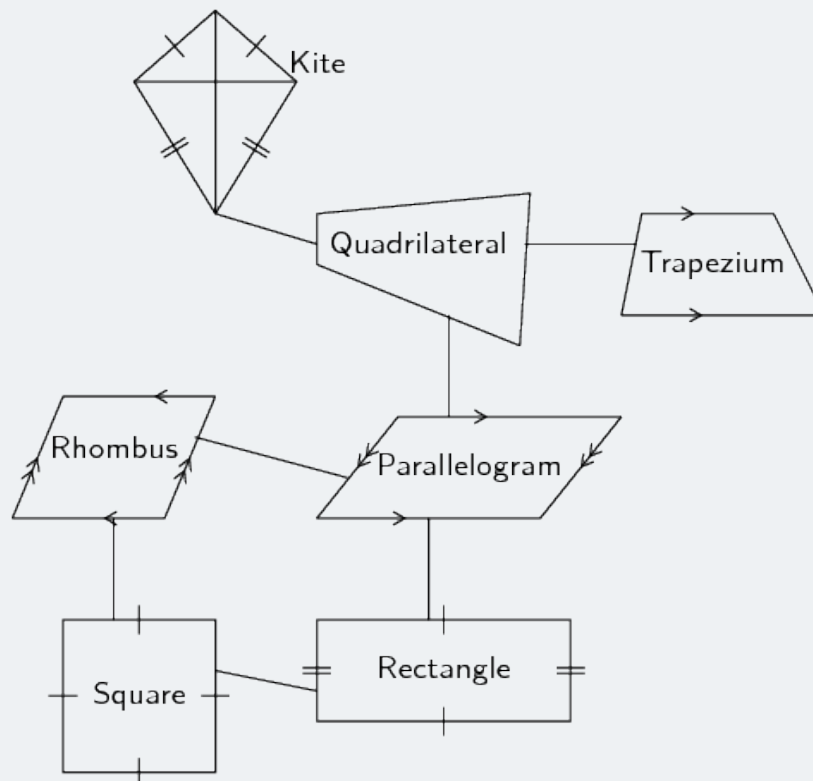 Kite
Quadrilateral
Trapezium
Rhombus
Parallelogram
Square
Rectangle